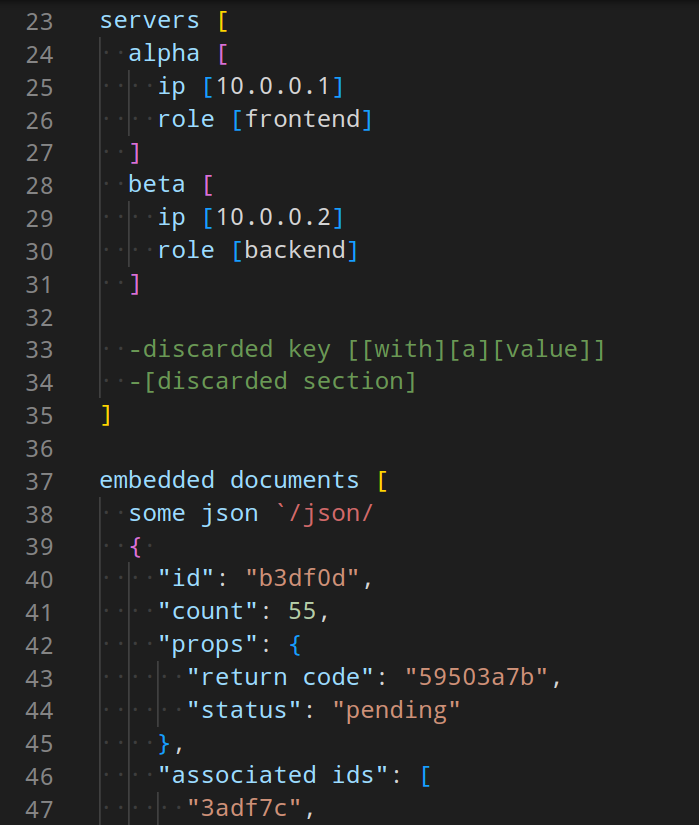 23 servers [
24   alpha [
25     ip [10.0.0.1]
26     role [frontend]
27   ]
28   beta [
29     ip [10.0.0.2]
30     role [backend]
31   ]
32
33   -discarded key [[with][a][value]]
34   -[discarded section]
35 ]
36
37 embedded documents [
38   some json `/json/
39   {
40     "id": "b3df0d",
41     "count": 55,
42     "props": {
43       "return code": "59503a7b",
44       "status": "pending"
45     },
46     "associated ids": [
47       "3adf7c",